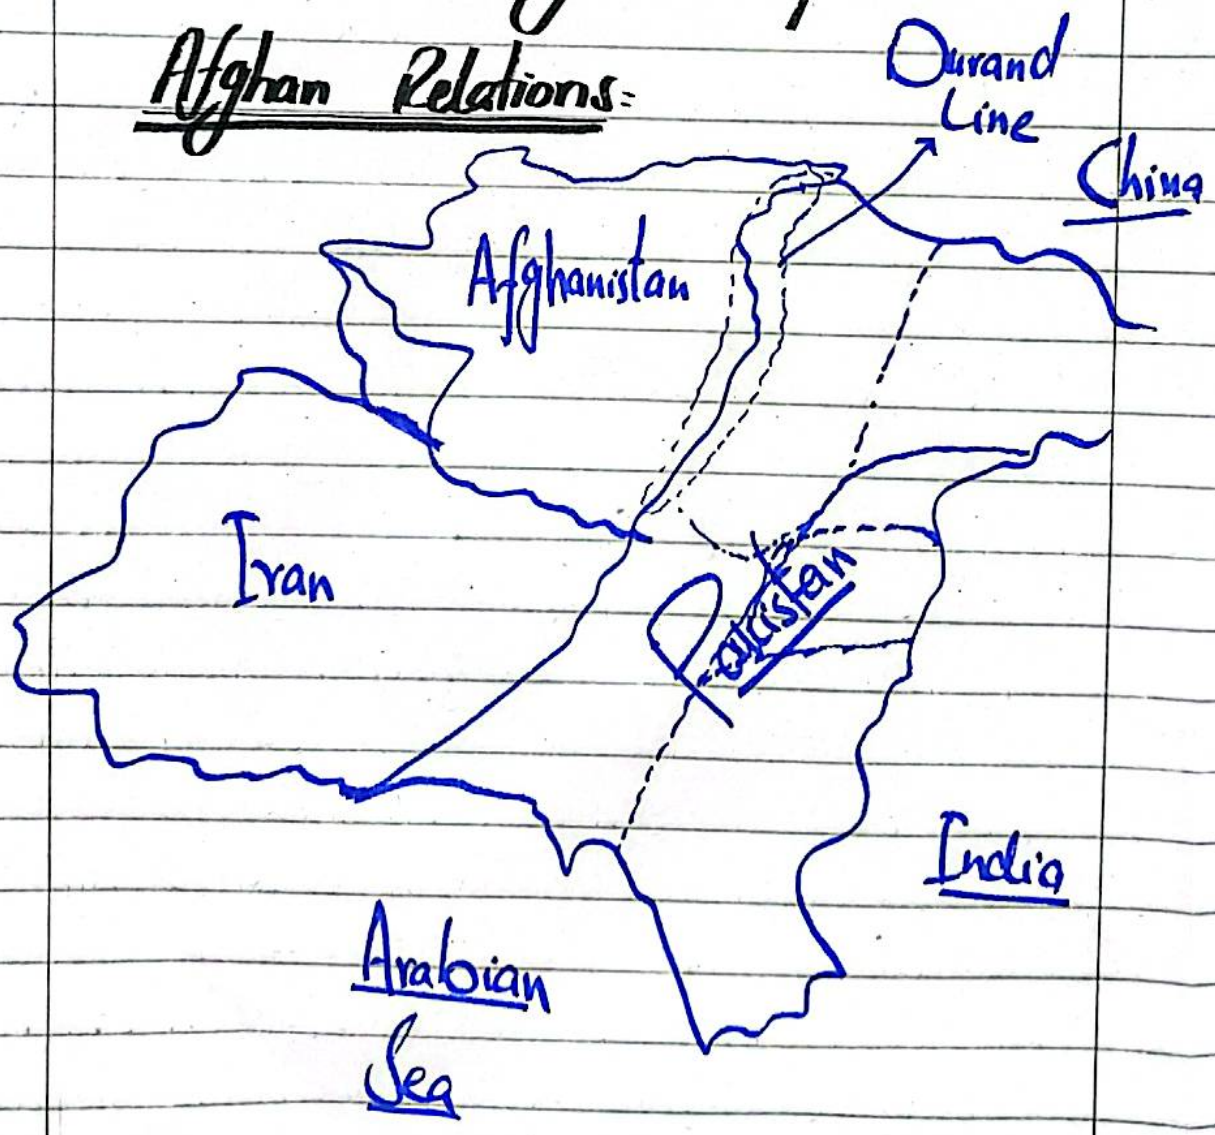 Afghan Relations:
Durand
Line
China
Afghanistan
Iran
Pakistan
India
Arabian
Sea